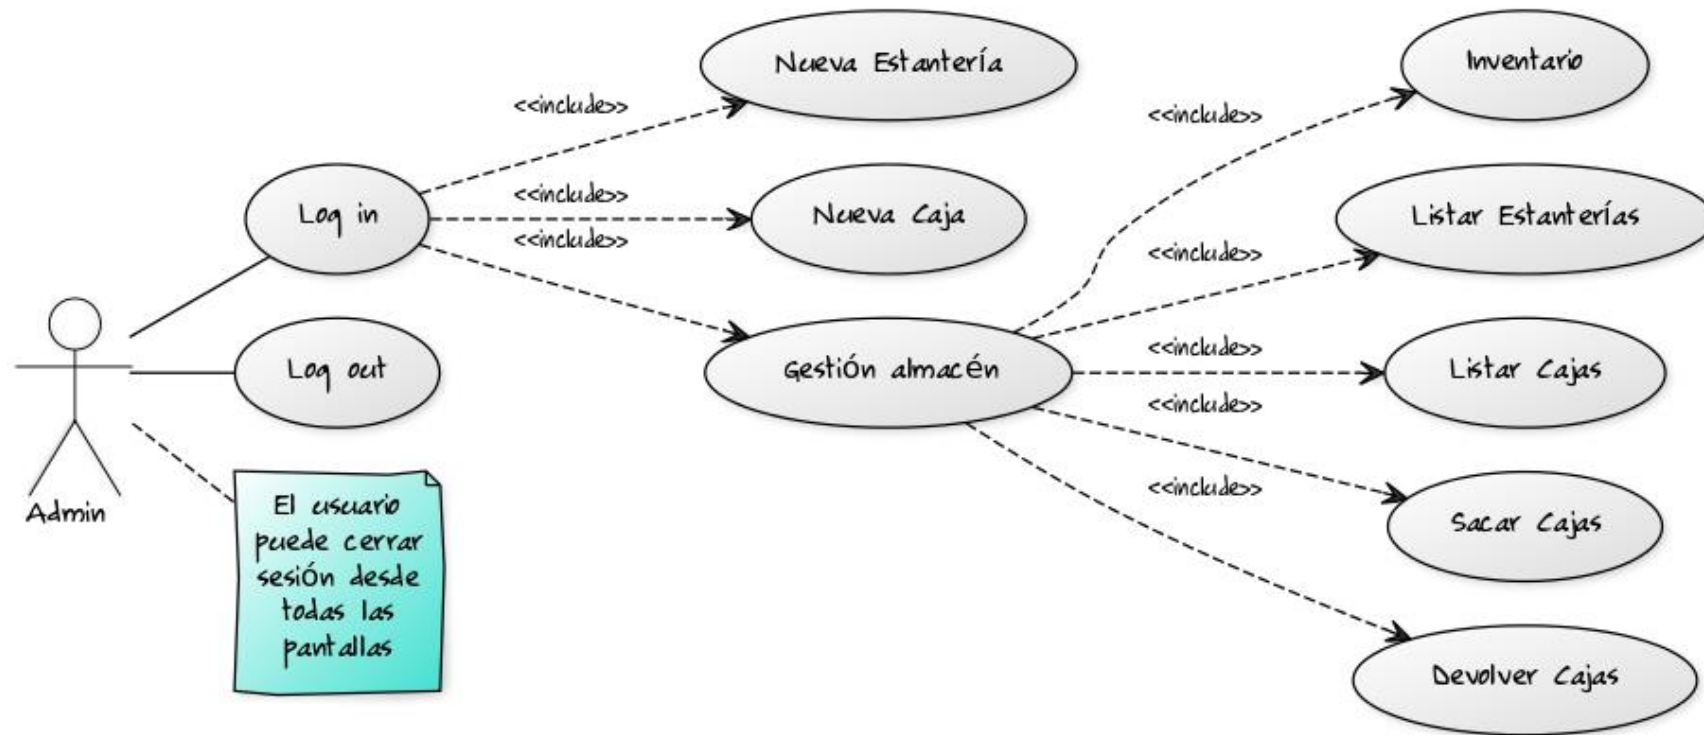 Nueva Estantería
Inventario
<<include>>
<<include>>
Log in
<<include>>
Nueva Caja
Listar Estanterías
<<include>>
<<include>>
Log out
Gestión almacén
<<include>>
Listar Cajas
<<include>>
Admin
El usuario
puede cerrar
sesión desde
todas las
pantallas
<<include>>
Sacar Cajas
Devolver Cajas